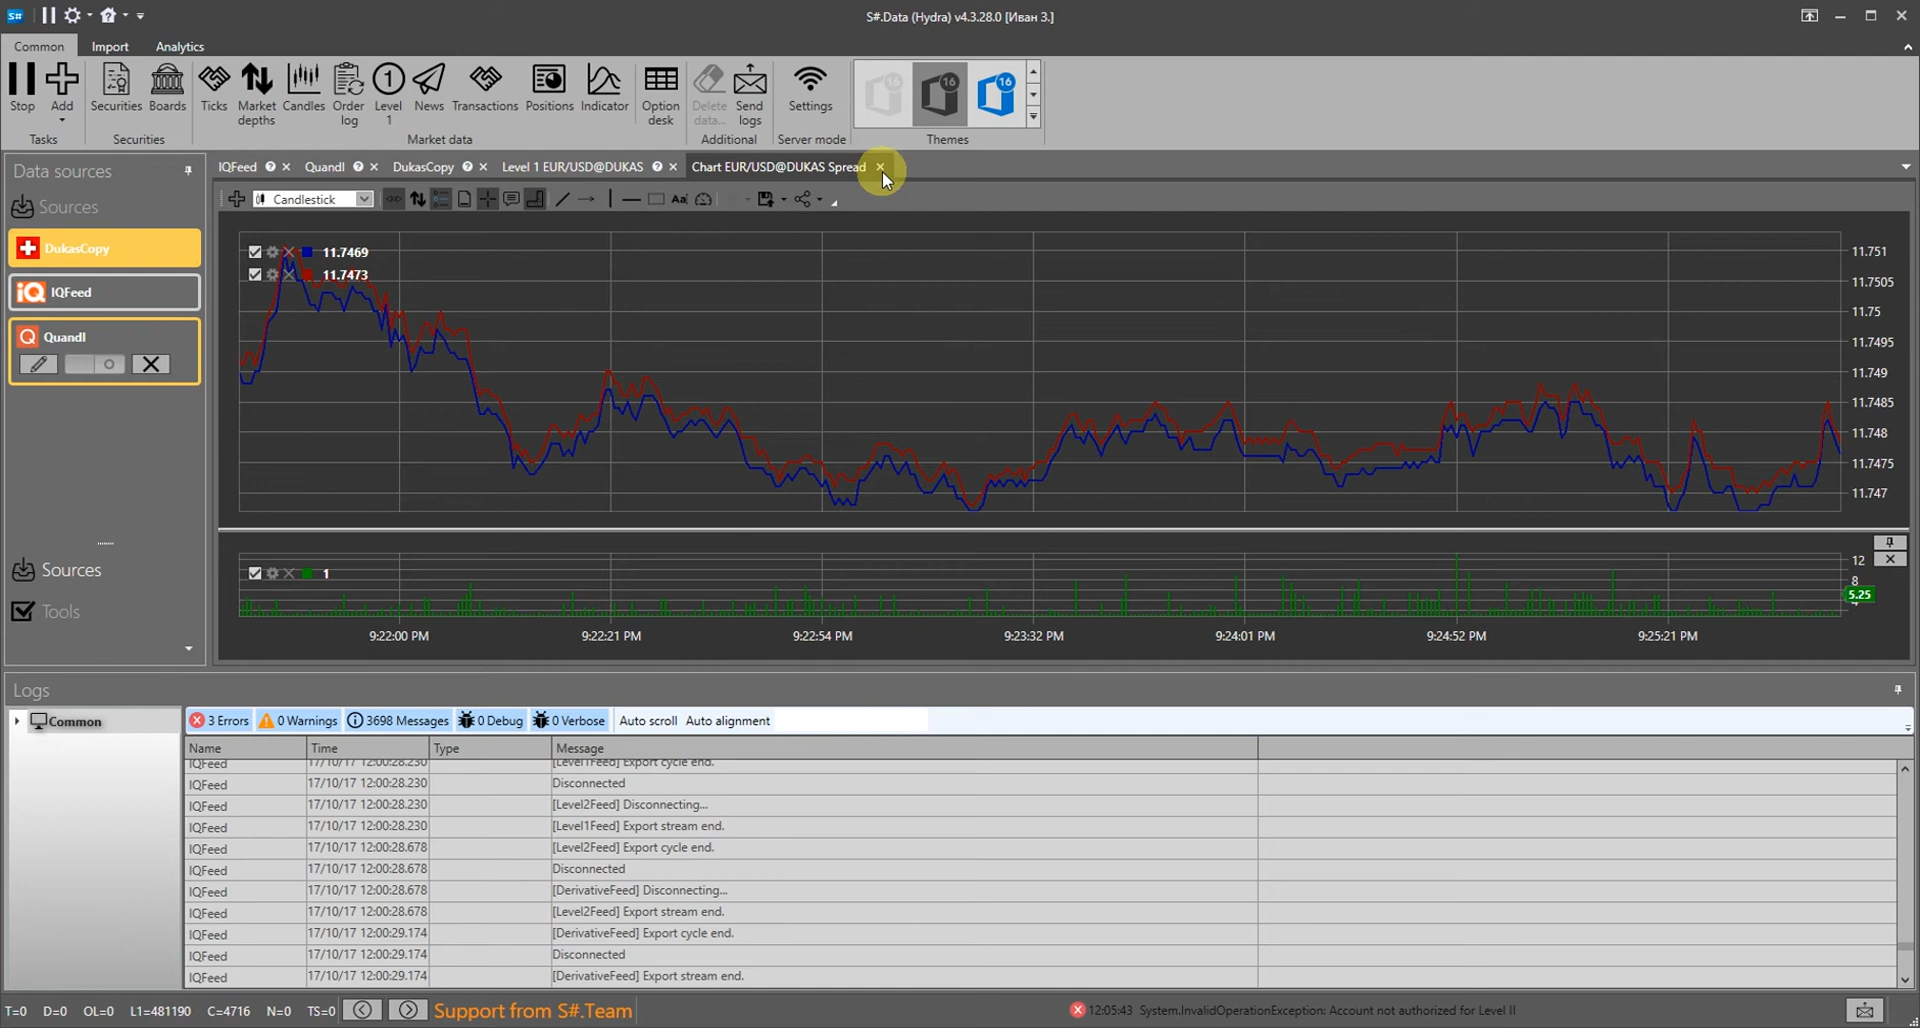 S#.Data (Hydra) v4.3.28.0 [Иван З.]
Common Import Analytics
Stop Add Securities Boards Ticks Market depths Candles Order log Level 1 News Transactions Positions Indicator Option desk Delete data... Send logs Settings
Tasks Securities Market data Additional Server mode Themes
Data sources
Sources
DukasCopy
IQFeed
Quandl
Sources
Tools
IQFeed Quandl DukasCopy Level 1 EUR/USD@DUKAS Chart EUR/USD@DUKAS Spread
Candlestick
11.7469
11.7473
11.751
11.7505
11.75
11.7495
11.749
11.7485
11.748
11.7475
11.747
1
12
8
5.25
9:22:00 PM 9:22:21 PM 9:22:54 PM 9:23:32 PM 9:24:01 PM 9:24:52 PM 9:25:21 PM
Logs
Common
3 Errors 0 Warnings 3698 Messages 0 Debug 0 Verbose Auto scroll Auto alignment
Name Time Type Message
IQFeed 17/10/17 12:00:28.230 [Level1Feed] Export cycle end.
IQFeed 17/10/17 12:00:28.230 Disconnected
IQFeed 17/10/17 12:00:28.230 [Level2Feed] Disconnecting...
IQFeed 17/10/17 12:00:28.230 [Level1Feed] Export stream end.
IQFeed 17/10/17 12:00:28.678 [Level2Feed] Export cycle end.
IQFeed 17/10/17 12:00:28.678 Disconnected
IQFeed 17/10/17 12:00:28.678 [DerivativeFeed] Disconnecting...
IQFeed 17/10/17 12:00:28.678 [Level2Feed] Export stream end.
IQFeed 17/10/17 12:00:29.174 [DerivativeFeed] Export cycle end.
IQFeed 17/10/17 12:00:29.174 Disconnected
IQFeed 17/10/17 12:00:29.174 [DerivativeFeed] Export stream end.
T=0 D=0 OL=0 L1=481190 C=4716 N=0 TS=0 Support from S#.Team 12:05:43 System.InvalidOperationException: Account not authorized for Level II